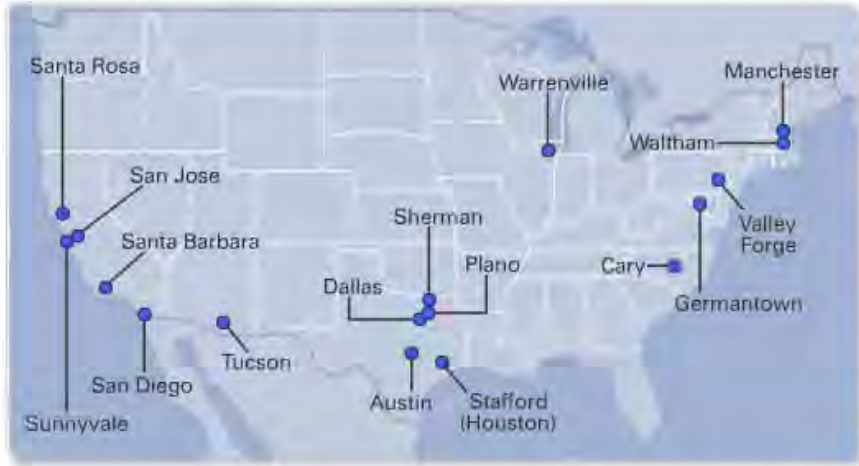 Santa Rosa
Manchester
Warrenville
Waltham
San Jose
Sherman
Valley
Forge
Santa Barbara
Plano
Cary
Dallas
Germantown
Tucson
San Diego
Austin
Stafford
(Houston)
Sunnyvale